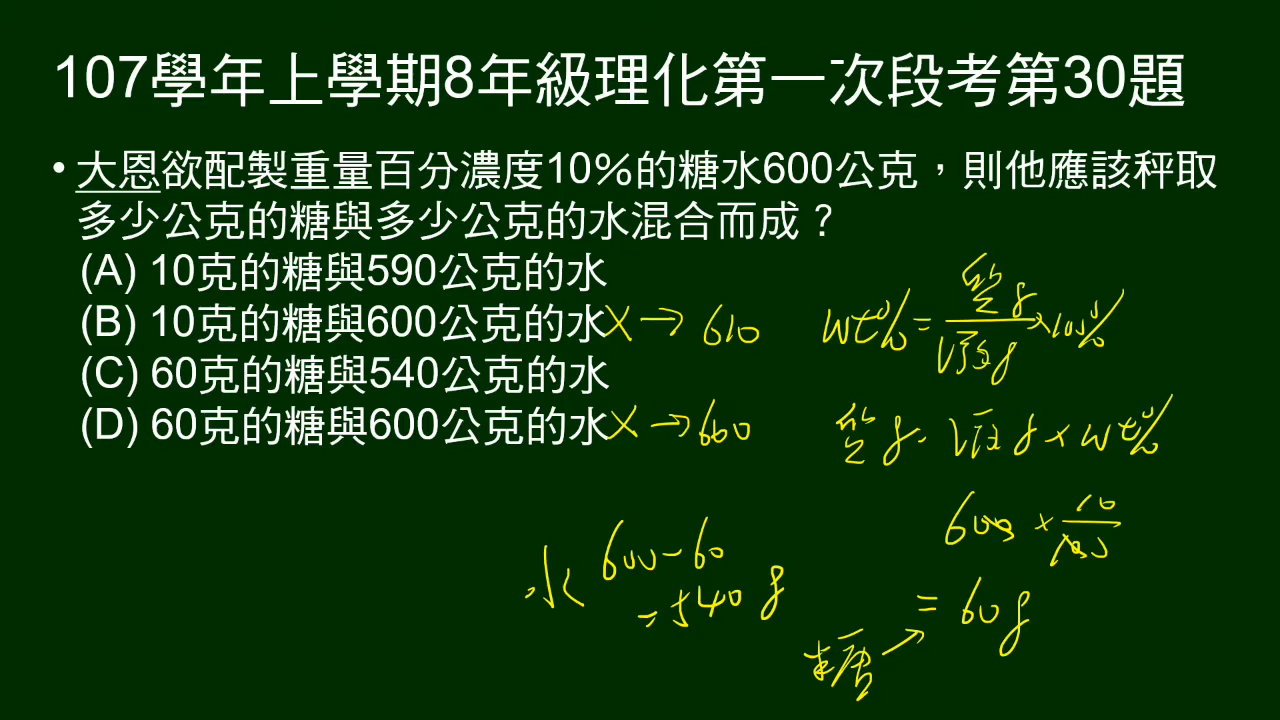 107學年上學期8年級理化第一次段考第30題
• 大恩欲配製重量百分濃度10%的糖水600公克，則他應該秤取
多少公克的糖與多少公克的水混合而成？
(A) 10克的糖與590公克的水
(B) 10克的糖與600公克的水X → 610
(C) 60克的糖與540公克的水
(D) 60克的糖與600公克的水X → 660
wt% = 質g / 液g × 100%
質g = 液g × wt%
600 × 10/100
= 60g
糖 →
水 600-60
= 540 g